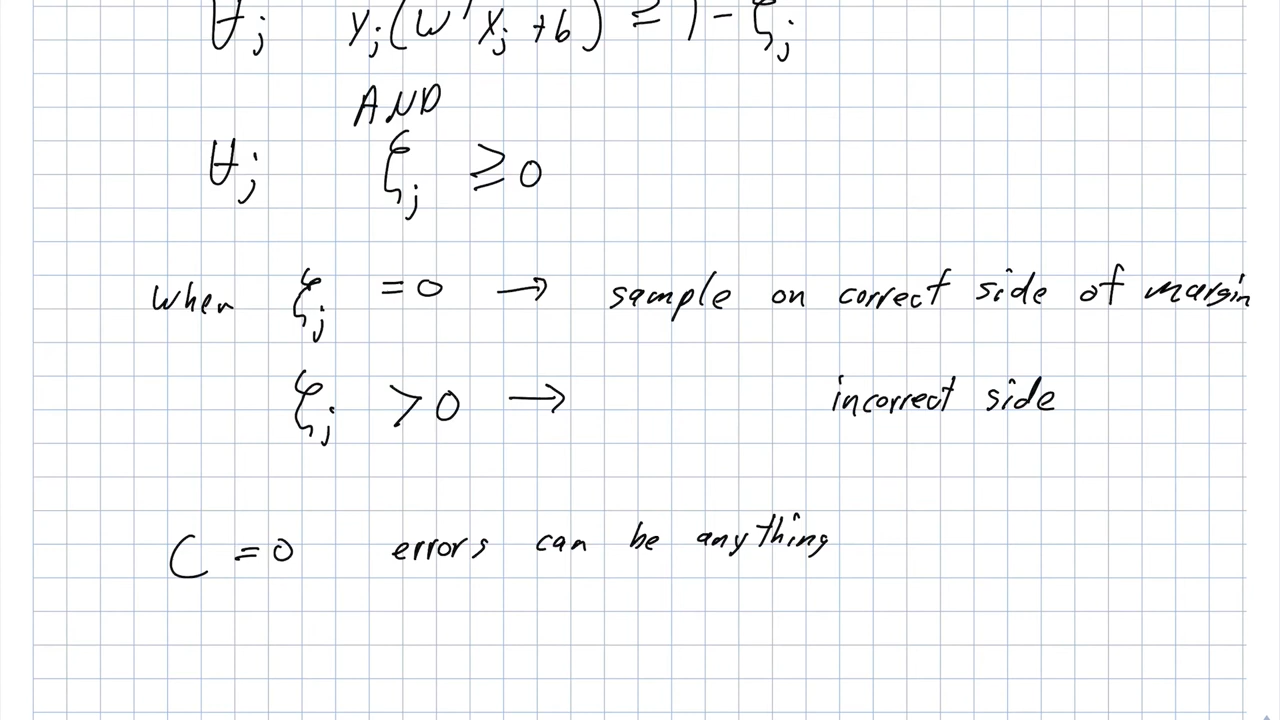 ∀j yj(wᵀxj + b) ≥ 1 - ξj
AND
∀j ξj ≥ 0
when ξj = 0 → sample on correct side of margin
ξj > 0 → incorrect side
C = 0 errors can be anything